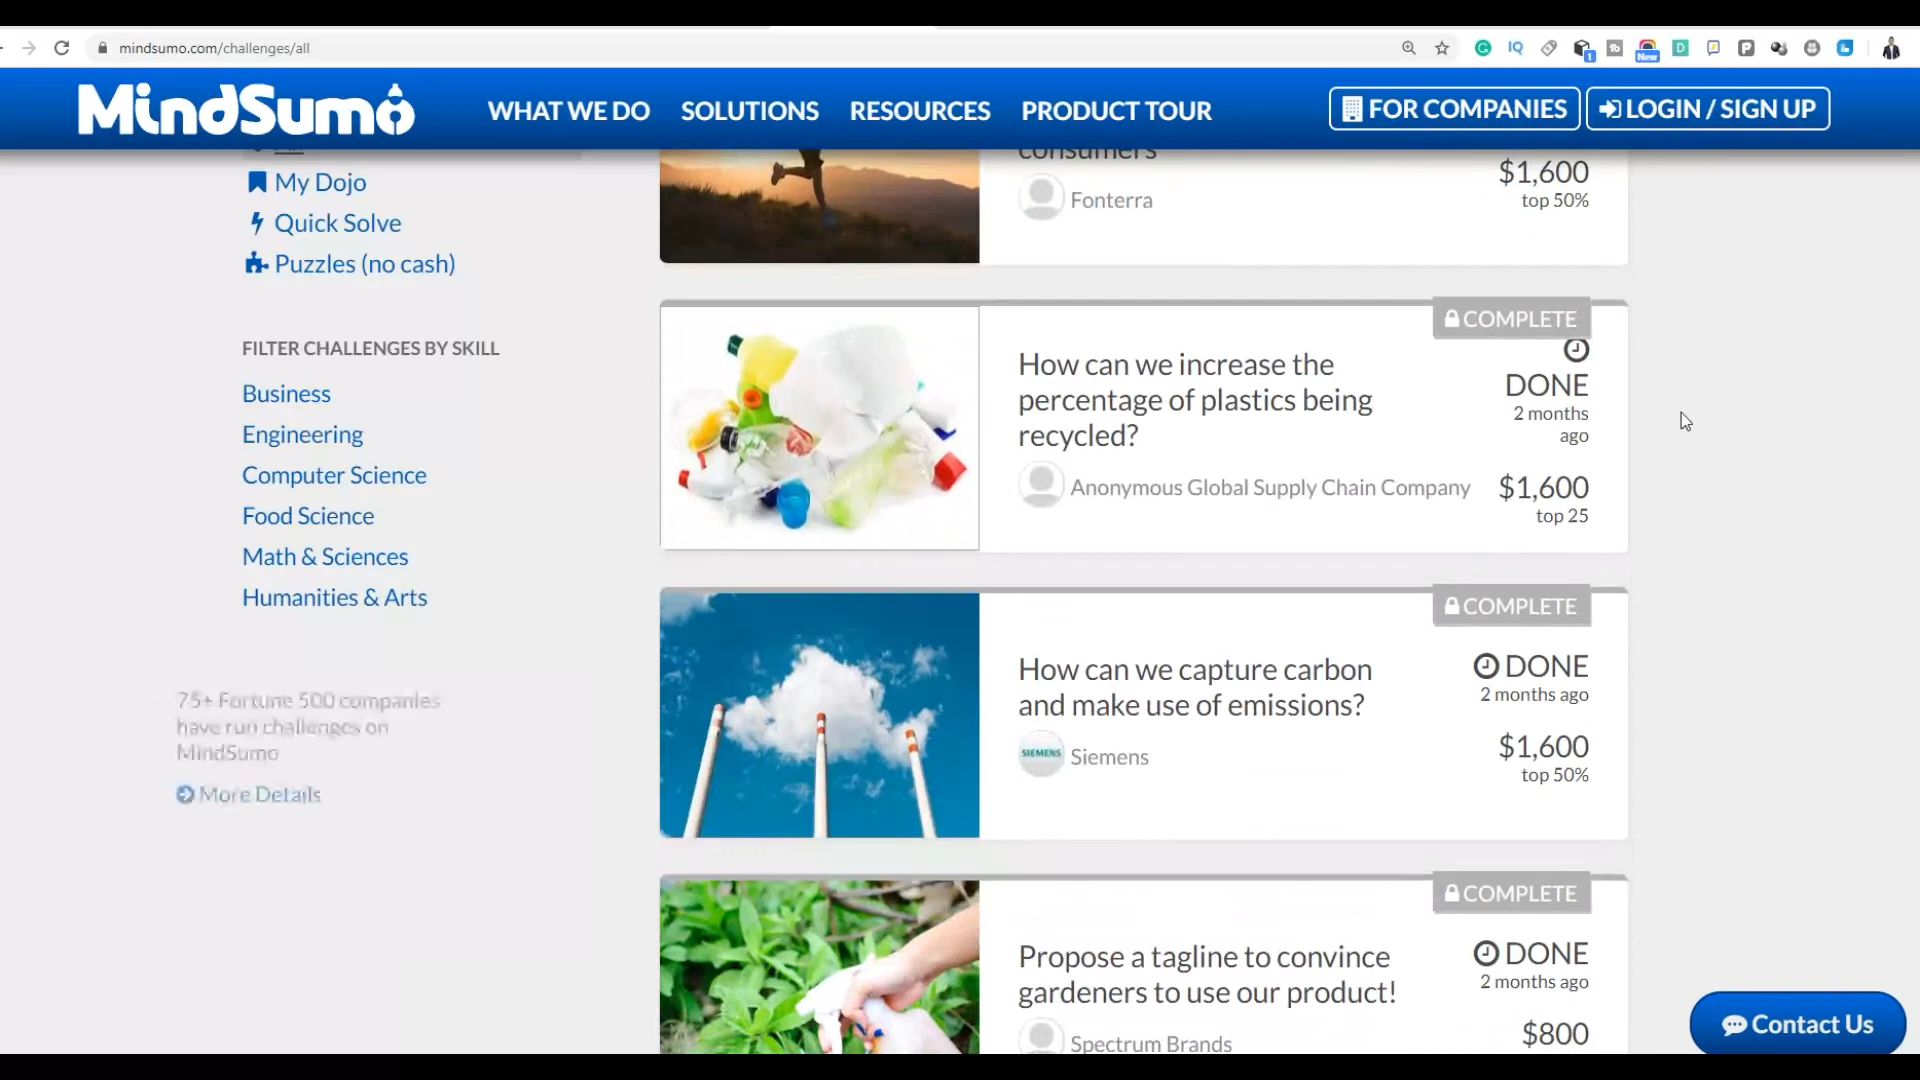 mindsumo.com/challenges/all
MindSumo
WHAT WE DO
SOLUTIONS
RESOURCES
PRODUCT TOUR
FOR COMPANIES
LOGIN / SIGN UP
My Dojo
Quick Solve
Puzzles (no cash)
FILTER CHALLENGES BY SKILL
Business
Engineering
Computer Science
Food Science
Math & Sciences
Humanities & Arts
75+ Fortune 500 companies
have run challenges on
MindSumo
More Details
consumers
Fonterra
$1,600
top 50%
COMPLETE
How can we increase the
percentage of plastics being
recycled?
Anonymous Global Supply Chain Company
DONE
2 months
ago
$1,600
top 25
COMPLETE
How can we capture carbon
and make use of emissions?
SIEMENS
Siemens
DONE
2 months ago
$1,600
top 50%
COMPLETE
Propose a tagline to convince
gardeners to use our product!
Spectrum Brands
DONE
2 months ago
$800
Contact Us
IQ
1
New
D
P